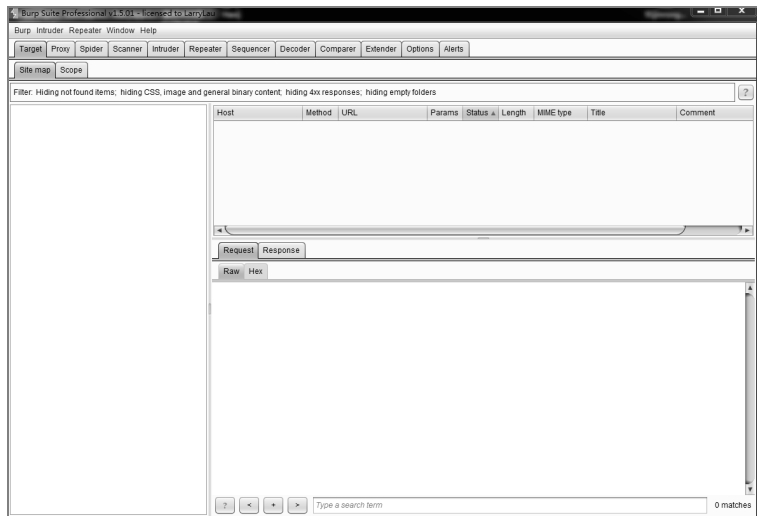 Burp Suite Professional v1.5.01 - licensed to LarryLau
Burp Intruder Repeater Window Help
Target Proxy Spider Scanner Intruder Repeater Sequencer Decoder Comparer Extender Options Alerts
Site map Scope
Filter: Hiding not found items; hiding CSS, image and general binary content; hiding 4xx responses; hiding empty folders ?
Host Method URL Params Status Length MIME type Title Comment
Request Response
Raw Hex
? < + > Type a search term 0 matches